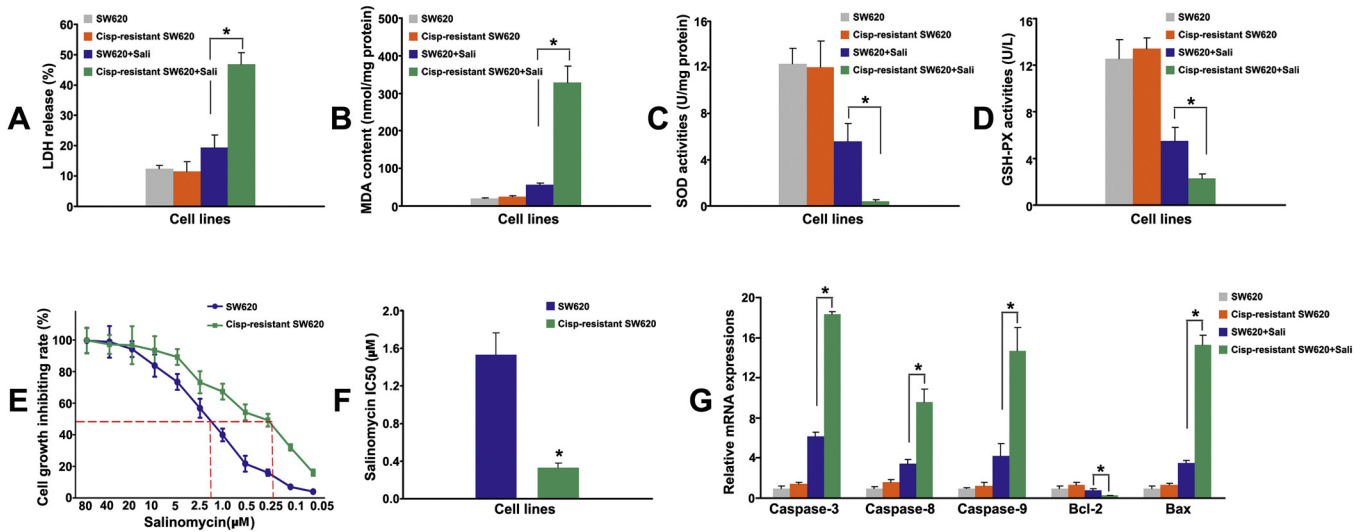 A
LDH release (%)
60
50
40
30
20
10
0
SW620
Cisp-resistant SW620
SW620+Sali
Cisp-resistant SW620+Sali
*
Cell lines
B
MDA content (nmol/mg protein)
500
400
300
200
100
0
SW620
Cisp-resistant SW620
SW620+Sali
Cisp-resistant SW620+Sali
*
Cell lines
C
SOD activities (U/mg protein)
16
12
8
4
0
SW620
Cisp-resistant SW620
SW620+Sali
Cisp-resistant SW620+Sali
*
Cell lines
D
GSH-PX activities (U/L)
16
12
8
4
0
SW620
Cisp-resistant SW620
SW620+Sali
Cisp-resistant SW620+Sali
*
Cell lines
E
Cell growth inhibiting rate (%)
100
80
60
40
20
0
SW620
Cisp-resistant SW620
80 40 20 10 5 2.5 1.0 0.5 0.25 0.1 0.05
Salinomycin(μM)
F
Salinomycin IC50 (μM)
2.0
1.6
1.2
0.8
0.4
0
SW620
Cisp-resistant SW620
*
Cell lines
G
Relative mRNA expressions
20
16
12
8
4
0
*
*
*
*
*
SW620
Cisp-resistant SW620
SW620+Sali
Cisp-resistant SW620+Sali
Caspase-3 Caspase-8 Caspase-9 Bcl-2 Bax